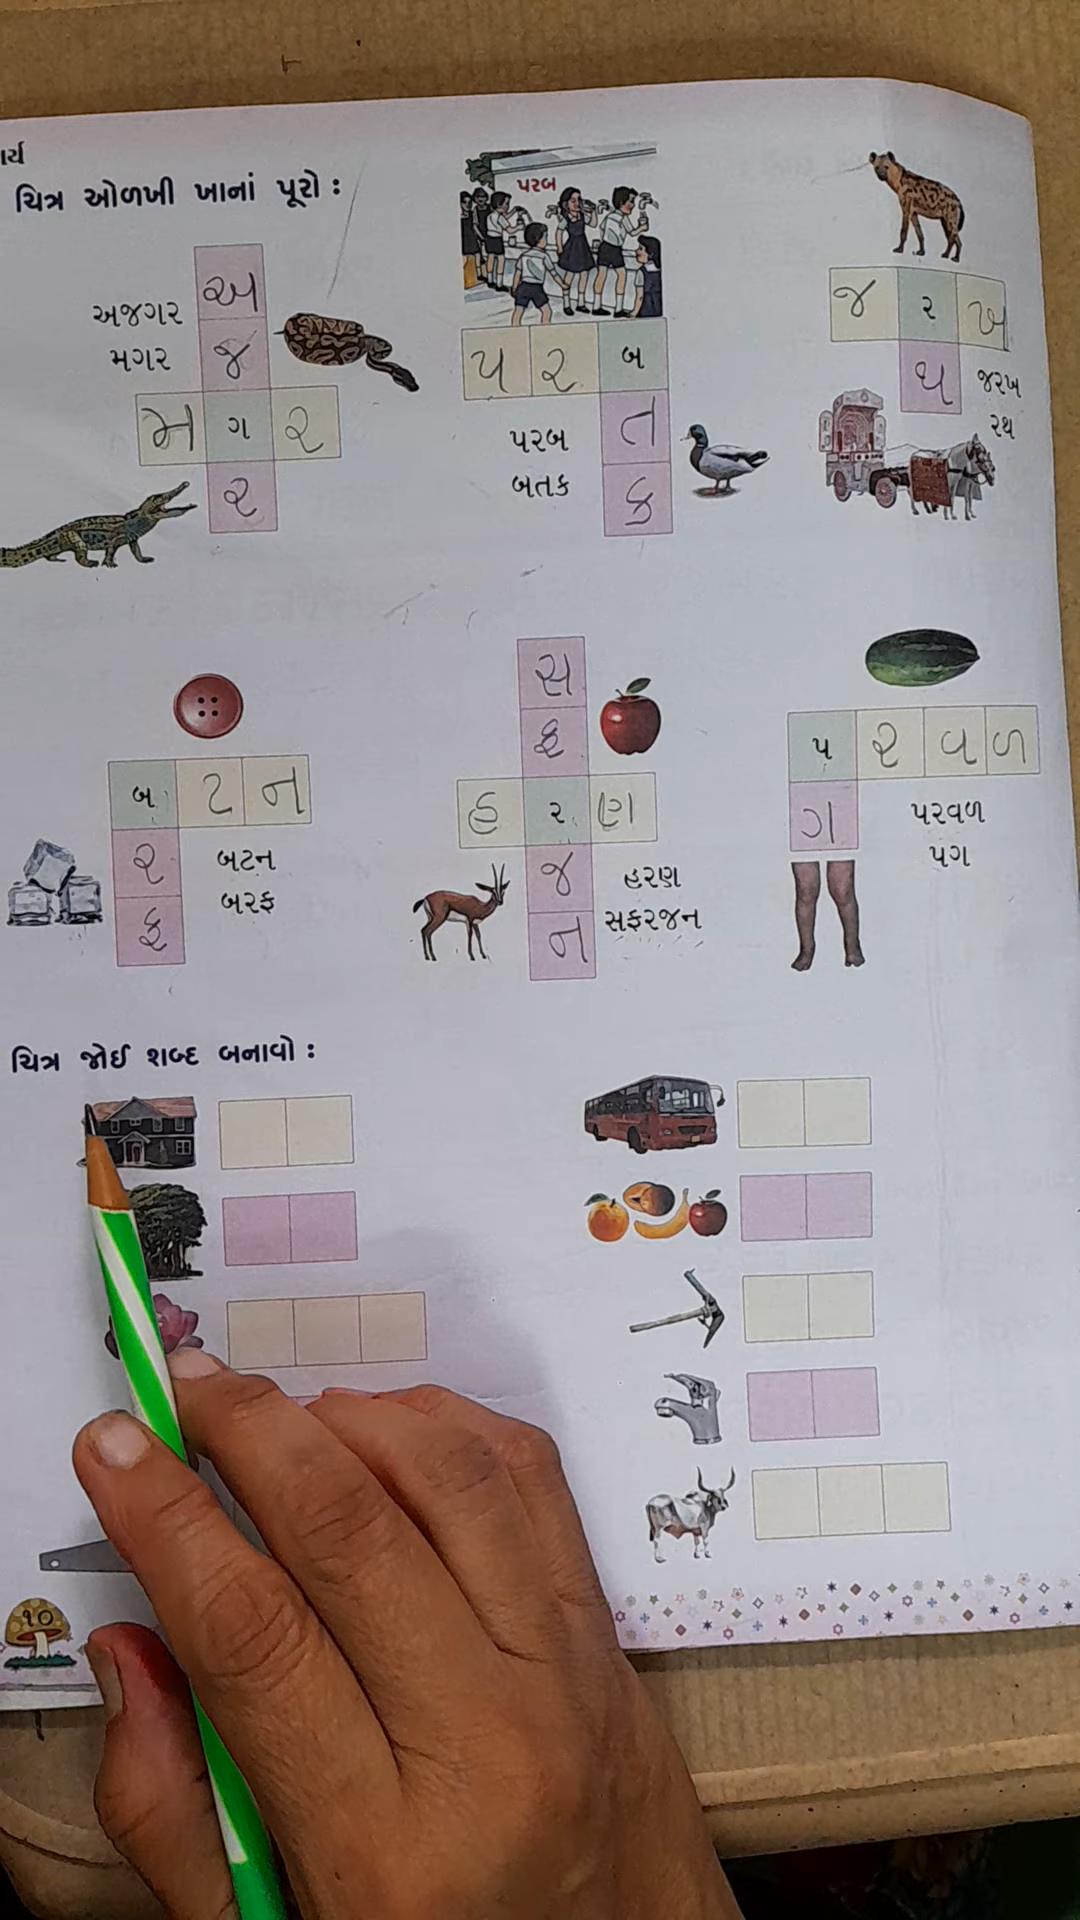 ર્ય
ચિત્ર ઓળખી ખાનાં પૂરો :
પરબ
અજગર
મગર
અ
જ
મ ગ ર
ર
પ ર બ
ત
ક
પરબ
બતક
જ ર ખ
થ
જરખ
રથ
બ ટ ન
ર
ફ
બટન
બરફ
સ
ફ
હ ર ણ
જ
ન
હરણ
સફરજન
પ ર વ ળ
ગ
પરવળ
પગ
ચિત્ર જોઈ શબ્દ બનાવો :
૧૦